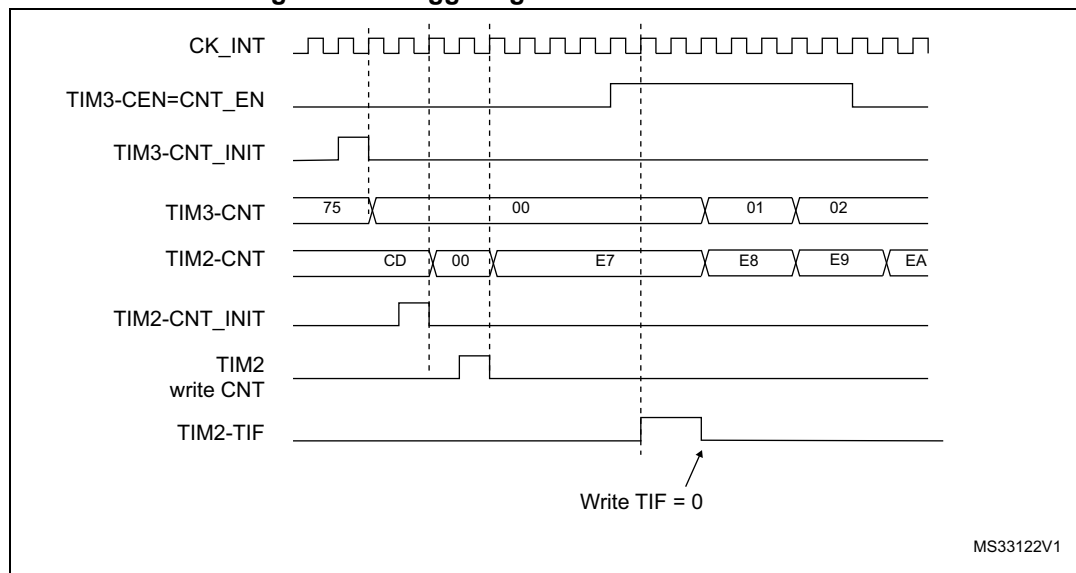 CK_INT
TIM3-CEN=CNT_EN
TIM3-CNT_INIT
TIM3-CNT 75 00 01 02
TIM2-CNT CD 00 E7 E8 E9 EA
TIM2-CNT_INIT
TIM2
write CNT
TIM2-TIF
Write TIF = 0
MS33122V1